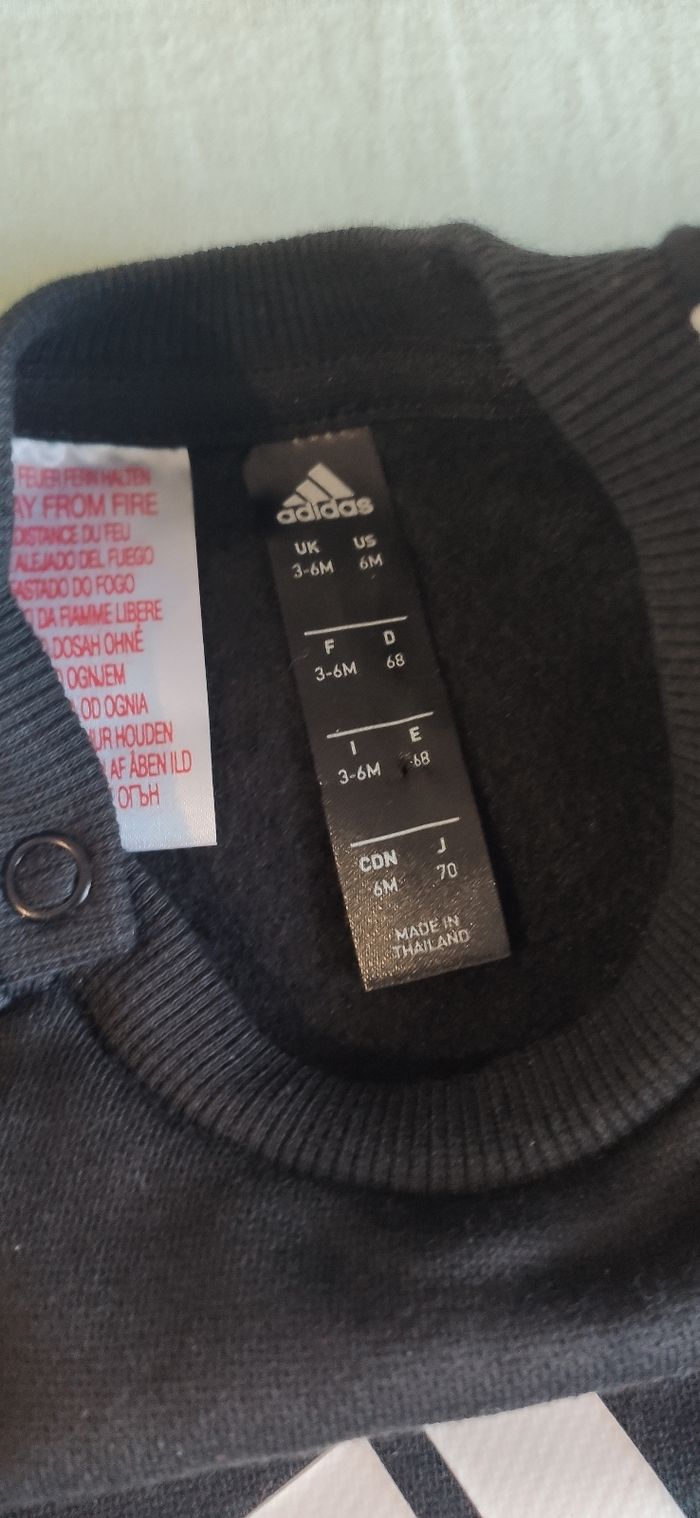 FEUER FERN HALTEN
AY FROM FIRE
DISTANCE DU FEU
ALEJADO DEL FUEGO
ASTADO DO FOGO
DA FIAMME LIBERE
DOSAH OHNĚ
OGNJEM
OD OGNIA
UR HOUDEN
AF ÅBEN ILD
ОГЪН
adidas
UK US
3-6M 6M
F D
3-6M 68
I E
3-6M 68
CDN J
6M 70
MADE IN
THAILAND